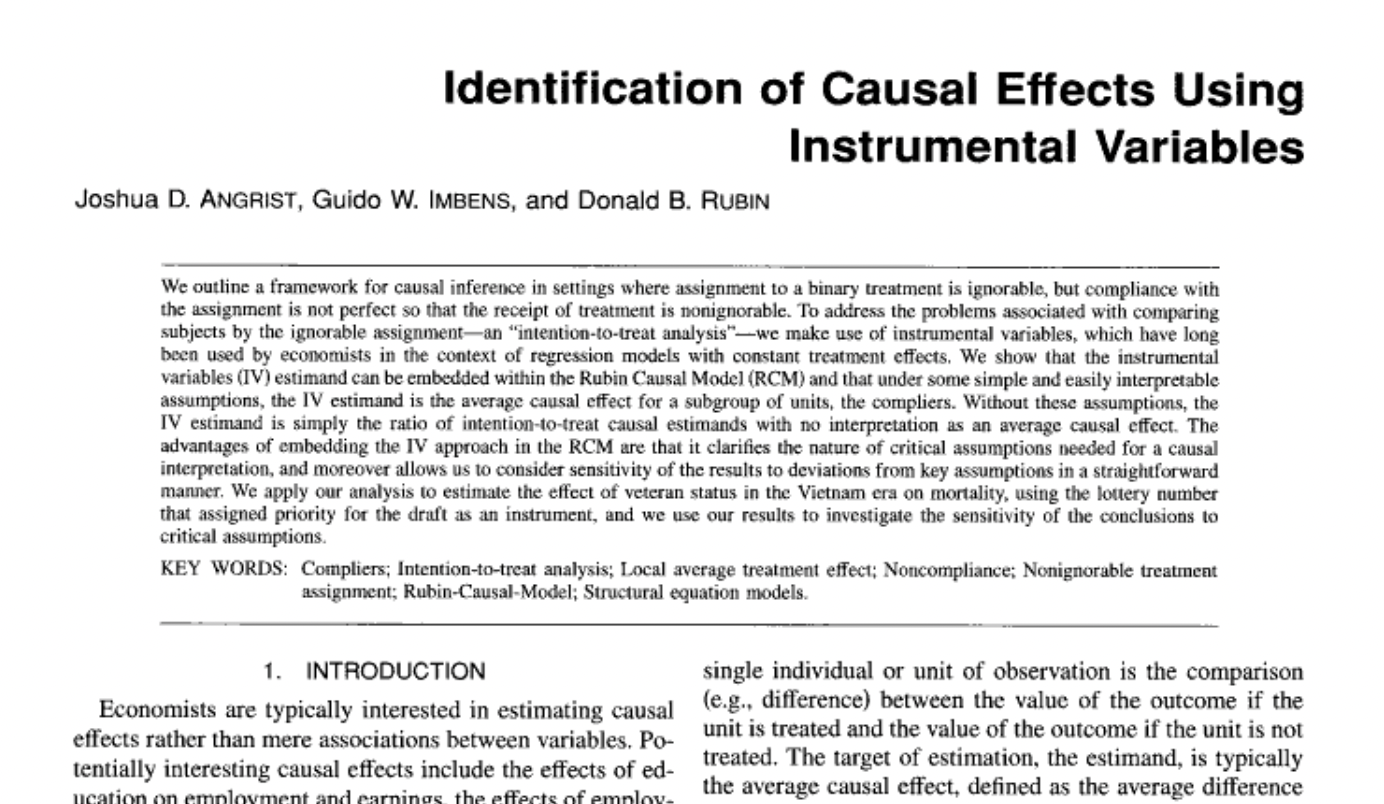 Identification of Causal Effects Using
Instrumental Variables
Joshua D. ANGRIST, Guido W. IMBENS, and Donald B. RUBIN
We outline a framework for causal inference in settings where assignment to a binary treatment is ignorable, but compliance with
the assignment is not perfect so that the receipt of treatment is nonignorable. To address the problems associated with comparing
subjects by the ignorable assignment—an “intention-to-treat analysis”—we make use of instrumental variables, which have long
been used by economists in the context of regression models with constant treatment effects. We show that the instrumental
variables (IV) estimand can be embedded within the Rubin Causal Model (RCM) and that under some simple and easily interpretable
assumptions, the IV estimand is the average causal effect for a subgroup of units, the compliers. Without these assumptions, the
IV estimand is simply the ratio of intention-to-treat causal estimands with no interpretation as an average causal effect. The
advantages of embedding the IV approach in the RCM are that it clarifies the nature of critical assumptions needed for a causal
interpretation, and moreover allows us to consider sensitivity of the results to deviations from key assumptions in a straightforward
manner. We apply our analysis to estimate the effect of veteran status in the Vietnam era on mortality, using the lottery number
that assigned priority for the draft as an instrument, and we use our results to investigate the sensitivity of the conclusions to
critical assumptions.
KEY WORDS: Compliers; Intention-to-treat analysis; Local average treatment effect; Noncompliance; Nonignorable treatment
assignment; Rubin-Causal-Model; Structural equation models.
1. INTRODUCTION
Economists are typically interested in estimating causal
effects rather than mere associations between variables. Po-
tentially interesting causal effects include the effects of ed-
ucation on employment and earnings, the effects of employ-
single individual or unit of observation is the comparison
(e.g., difference) between the value of the outcome if the
unit is treated and the value of the outcome if the unit is not
treated. The target of estimation, the estimand, is typically
the average causal effect, defined as the average difference